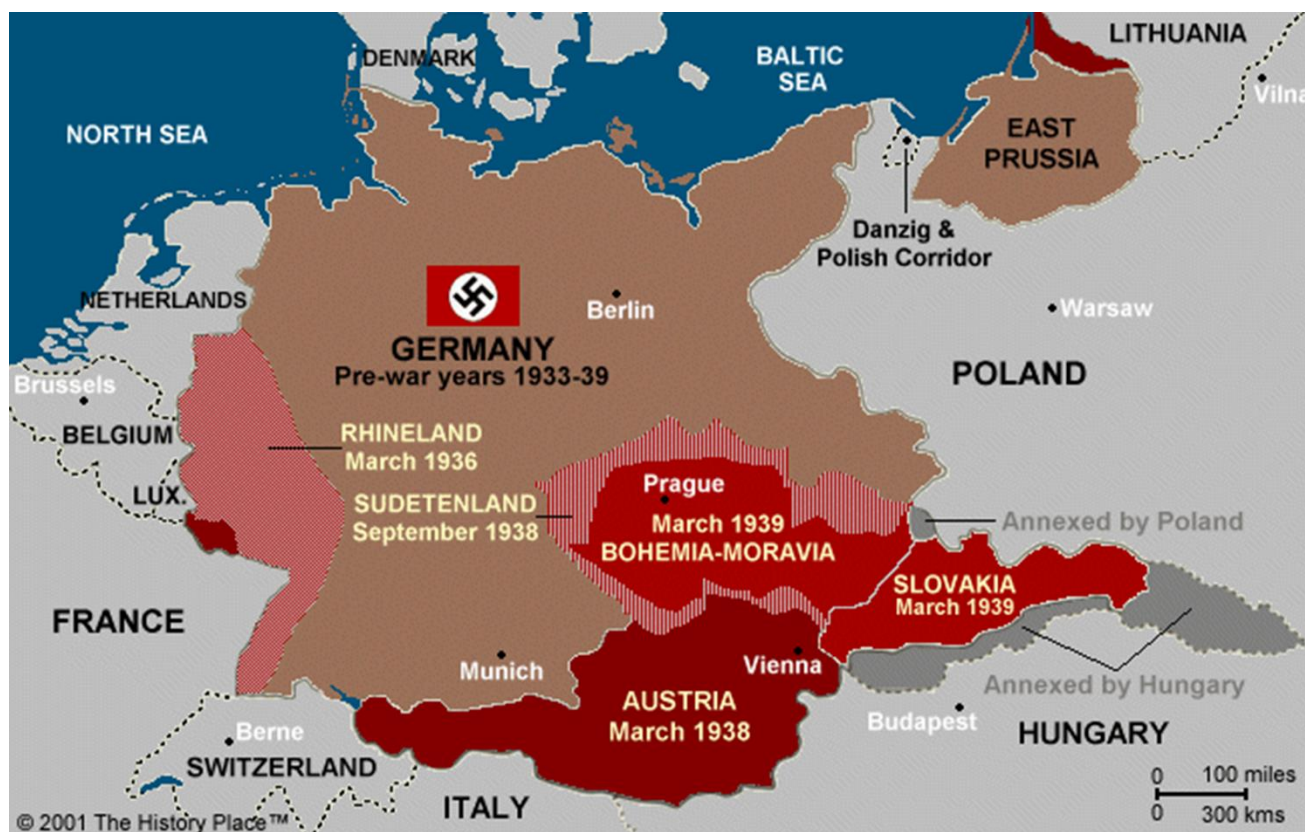 LITHUANIA
DENMARK
BALTIC
SEA
Vilna
NORTH SEA
EAST
PRUSSIA
Danzig &
Polish Corridor
NETHERLANDS
Berlin
Warsaw
GERMANY
Pre-war years 1933-39
POLAND
Brussels
BELGIUM
RHINELAND
March 1936
LUX.
SUDETENLAND
September 1938
Prague
March 1939
BOHEMIA-MORAVIA
Annexed by Poland
SLOVAKIA
March 1939
FRANCE
Munich
Vienna
Annexed by Hungary
AUSTRIA
March 1938
Budapest
HUNGARY
Berne
SWITZERLAND
ITALY
0 100 miles
0 300 kms
© 2001 The History Place™